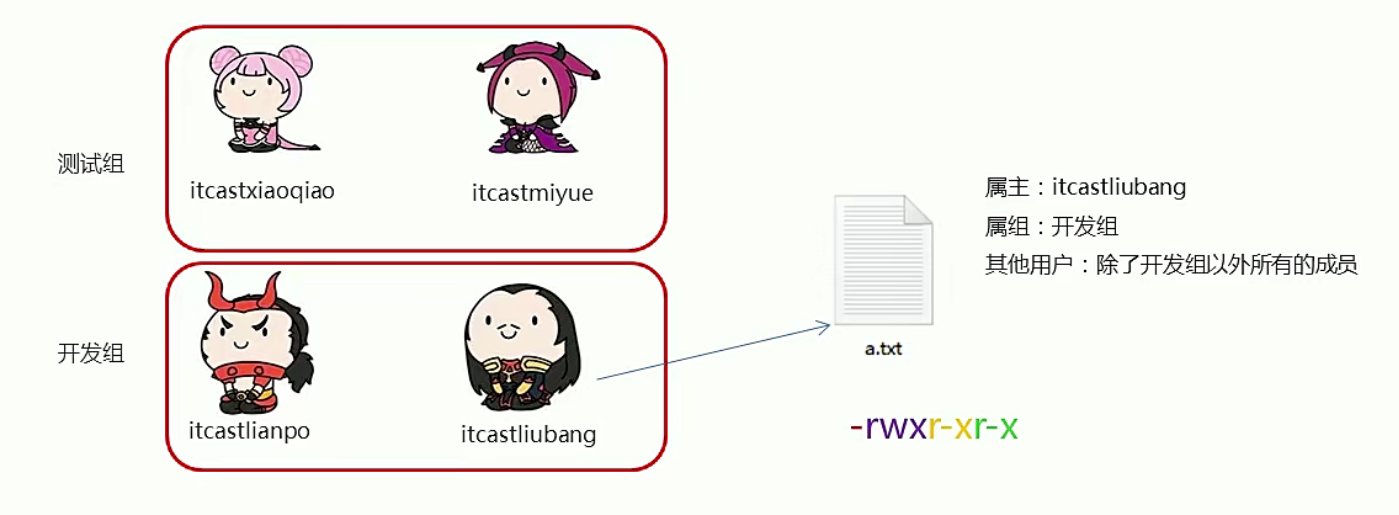 测试组
itcastxiaoqiao
itcastmiyue
开发组
itcastlianpo
itcastliubang
a.txt
属主：itcastliubang
属组：开发组
其他用户：除了开发组以外所有的成员
-rwxr-xr-x